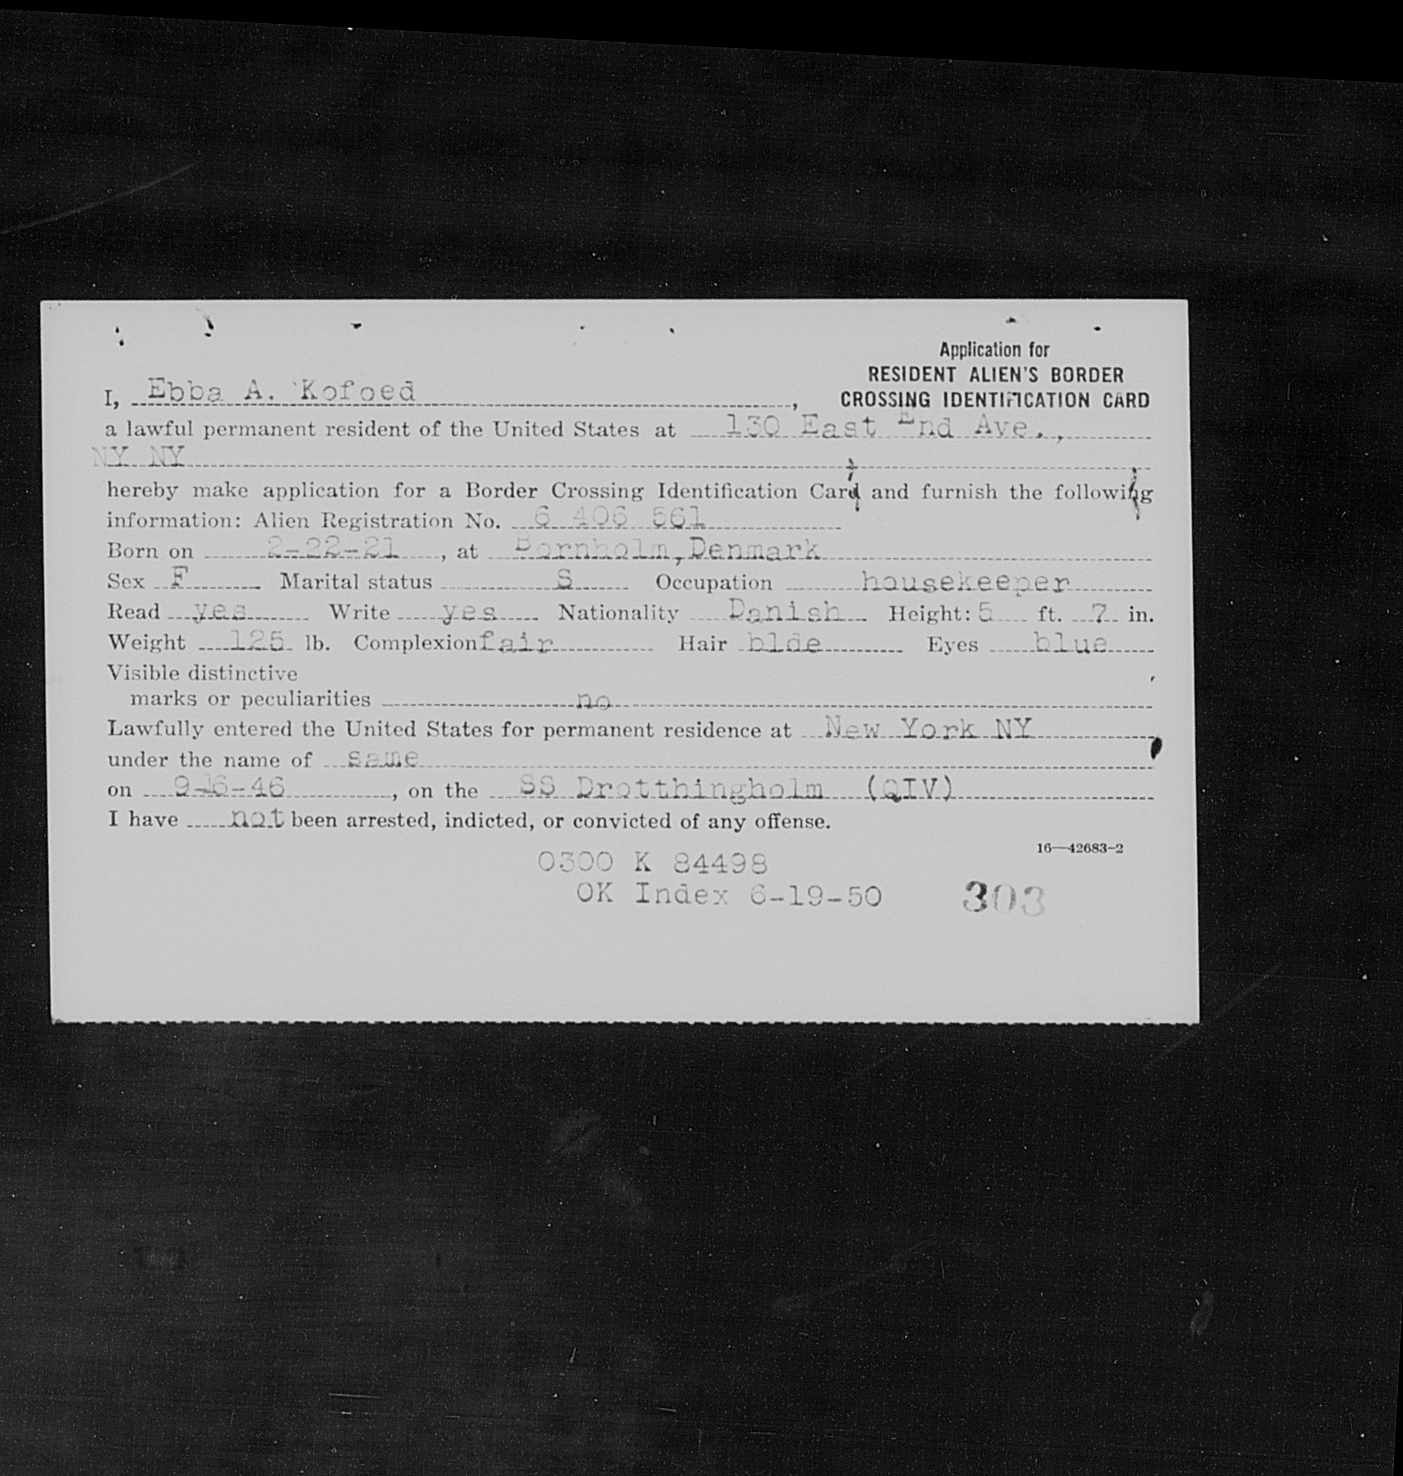 Application for
RESIDENT ALIEN'S BORDER
CROSSING IDENTIFICATION CARD
I, Ebba A. Kofoed,
a lawful permanent resident of the United States at 130 East End Ave.,
NY NY
hereby make application for a Border Crossing Identification Card and furnish the following
information: Alien Registration No. 6 406 561
Born on 2-22-21, at Bornholm, Denmark
Sex F Marital status S Occupation housekeeper
Read yes Write yes Nationality Danish Height: 5 ft. 7 in.
Weight 125 lb. Complexion fair Hair blde Eyes blue
Visible distinctive
marks or peculiarities no
Lawfully entered the United States for permanent residence at New York NY
under the name of same
on 9-16-46, on the SS Drotthingholm (QIV)
I have not been arrested, indicted, or convicted of any offense.
16—42683-2
0300 K 84498
OK Index 6-19-50 303